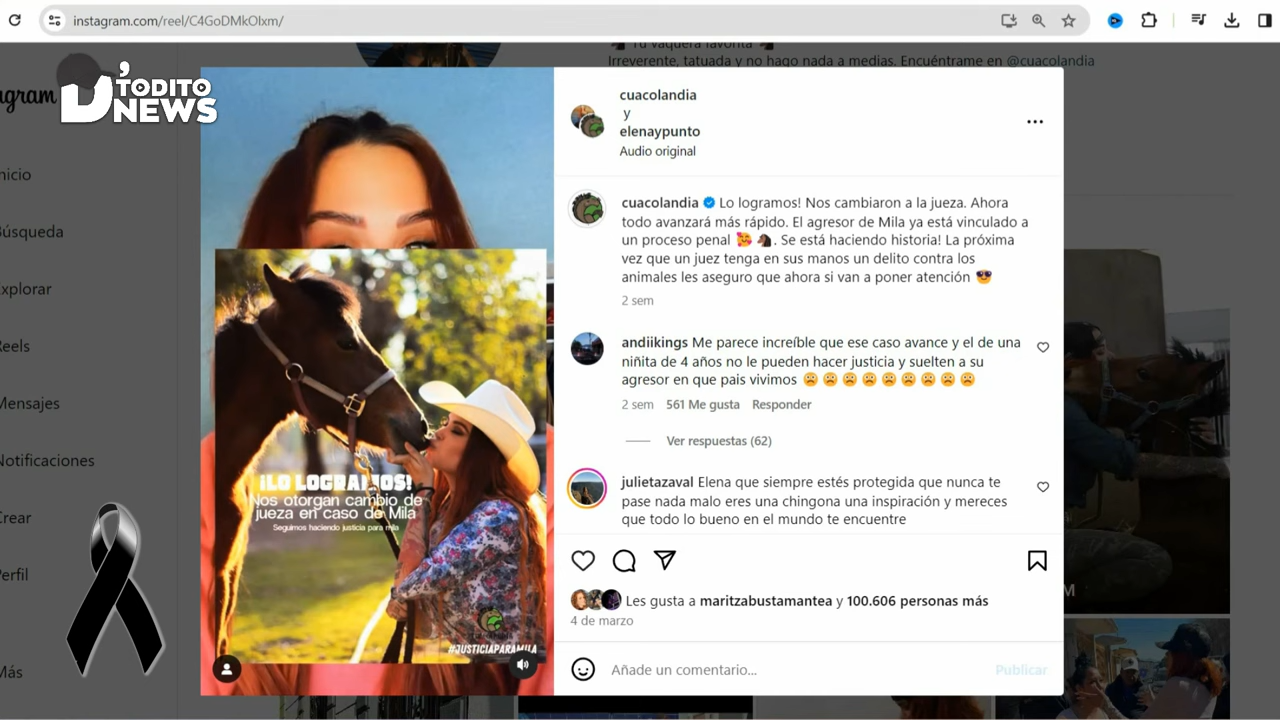 instagram.com/reel/C4GoDMkOlxm/
Tu vaquera favorita
Irreverente, tatuada y no hago nada a medias. Encuéntrame en @cuacolandia
agram
D'TODITO
NEWS
nicio
Búsqueda
xplorar
Reels
Mensajes
Notificaciones
Crear
Perfil
Más
¡LO LOGRAMOS!
Nos otorgan cambio de
jueza en caso de Mila
Seguimos haciendo justicia para mila
#JUSTICIAPARAMILA
cuacolandia
y
elenaypunto
Audio original
cuacolandia Lo logramos! Nos cambiaron a la jueza. Ahora
todo avanzará más rápido. El agresor de Mila ya está vinculado a
un proceso penal 🥰 🐴. Se está haciendo historia! La próxima
vez que un juez tenga en sus manos un delito contra los
animales les aseguro que ahora si van a poner atención 😎
2 sem
andiikings Me parece increíble que ese caso avance y el de una
niñita de 4 años no le pueden hacer justicia y suelten a su
agresor en que pais vivimos 😩😩😩😩😩😩😩😩😩
2 sem 561 Me gusta Responder
Ver respuestas (62)
julietazaval Elena que siempre estés protegida que nunca te
pase nada malo eres una chingona una inspiración y mereces
que todo lo bueno en el mundo te encuentre
Les gusta a maritzabustamantea y 100.606 personas más
4 de marzo
Añade un comentario...
Publicar
M